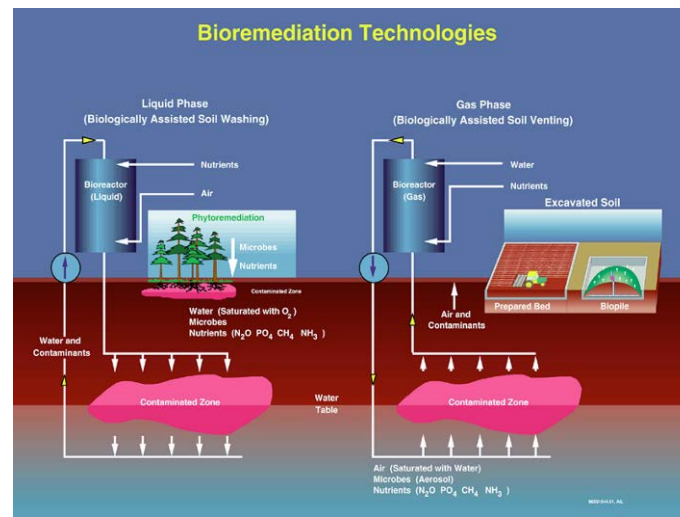 Bioremediation Technologies
Liquid Phase
(Biologically Assisted Soil Washing)
Nutrients
Bioreactor
(Liquid)
Air
Phytoremediation
Microbes
Nutrients
Contaminated Zone
Water (Saturated with O2 )
Microbes
Nutrients (N2O PO4 CH4 NH3 )
Water and
Contaminants
Contaminated Zone
Water
Table
Gas Phase
(Biologically Assisted Soil Venting)
Water
Bioreactor
(Gas)
Nutrients
Excavated Soil
Prepared Bed
Biopile
Air and
Contaminants
Contaminated Zone
Air (Saturated with Water)
Microbes (Aerosol)
Nutrients (N2O PO4 CH4 NH3 )